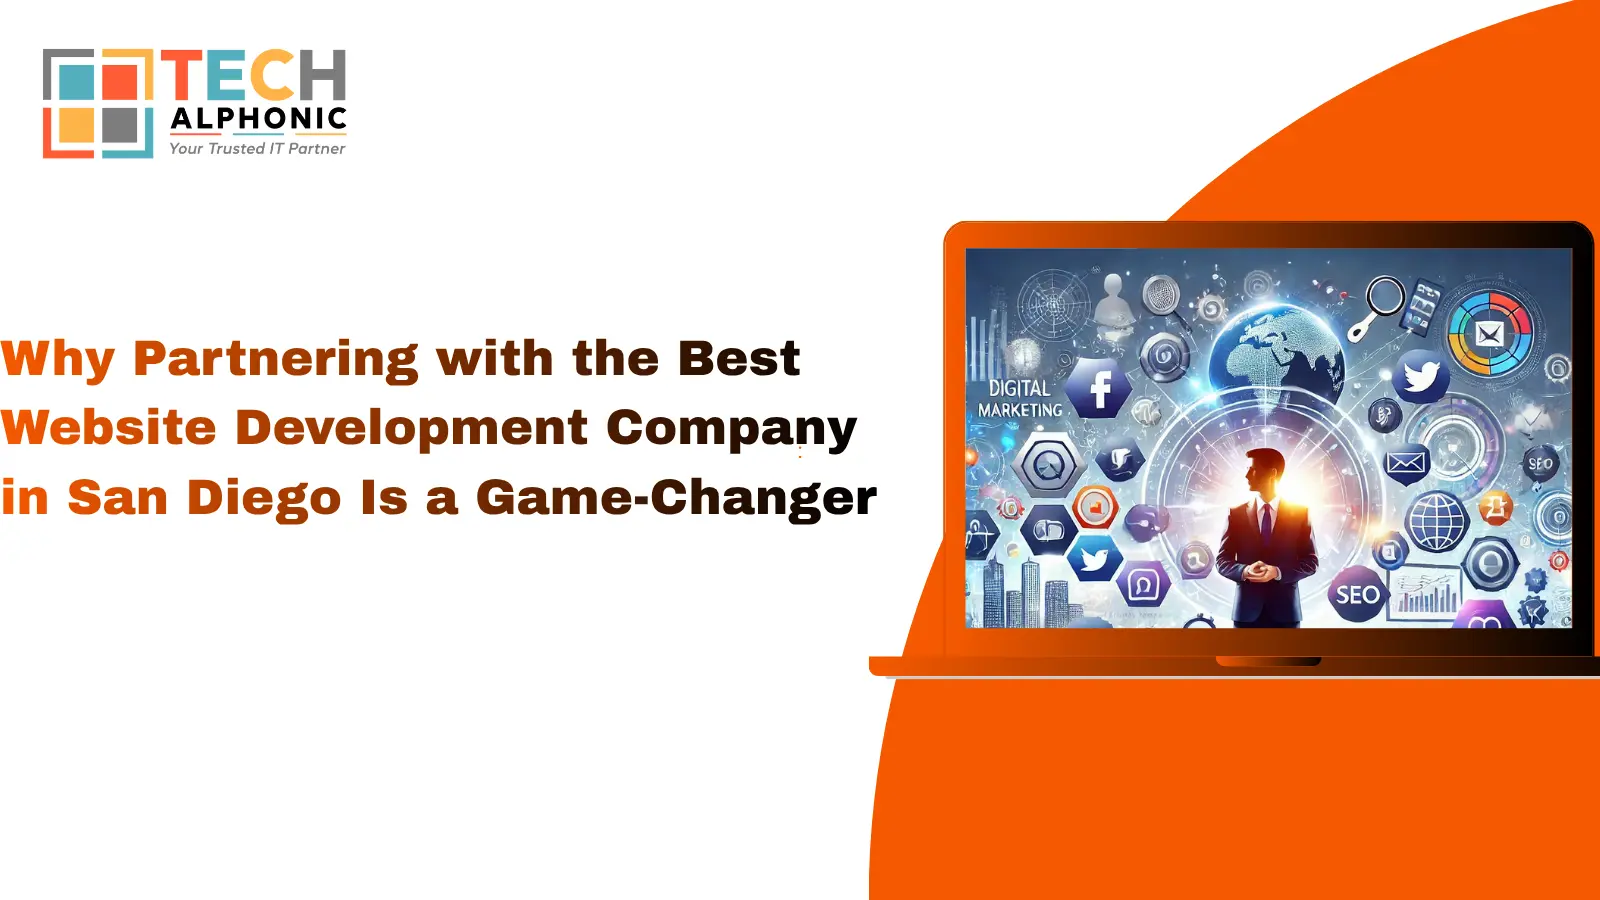 TECH
ALPHONIC
Your Trusted IT Partner
Why Partnering with the Best
Website Development Company
in San Diego Is a Game-Changer
DIGITAL
MARKETING
SEO
SEO